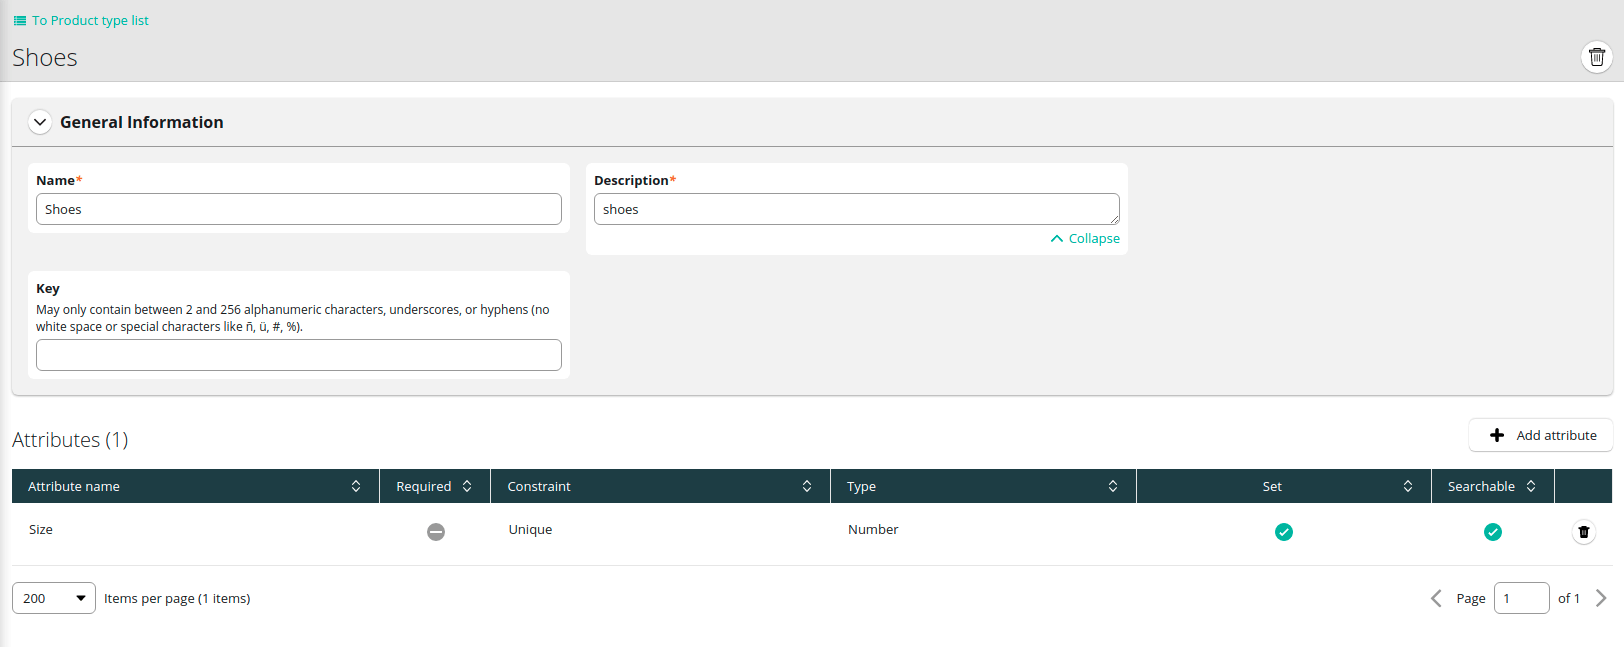 To Product type list
Shoes
General Information
Name*
Shoes
Description*
shoes
Collapse
Key
May only contain between 2 and 256 alphanumeric characters, underscores, or hyphens (no
white space or special characters like ñ, ü, #, %).
Attributes (1)
Add attribute
Attribute name Required Constraint Type Set Searchable
Size Unique Number
200 Items per page (1 items) Page 1 of 1